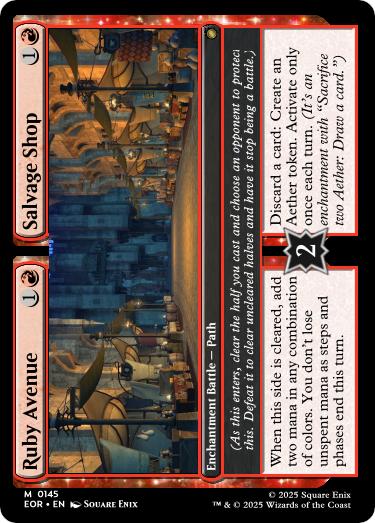 Ruby Avenue 1
Salvage Shop 1
Enchantment Battle — Path
(As this enters, clear the half you cast and choose an opponent to protect
this. Defeat it to clear uncleared halves and have it stop being a battle.)
When this side is cleared, add
two mana in any combination
of colors. You don't lose
unspent mana as steps and
phases end this turn.
2
Discard a card: Create an
Aether token. Activate only
once each turn. (It's an
enchantment with “Sacrifice
two Aether: Draw a card.”)
M 0145
EOR • EN SQUARE ENIX
© 2025 Square Enix
™ & © 2025 Wizards of the Coast